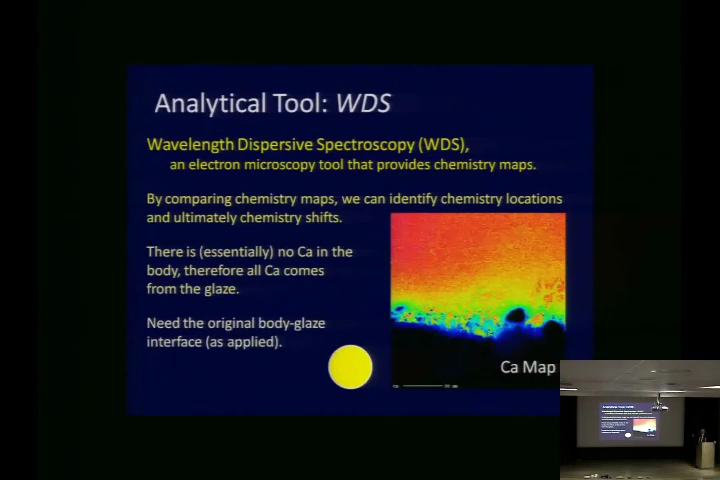 Analytical Tool: WDS
Wavelength Dispersive Spectroscopy (WDS),
an electron microscopy tool that provides chemistry maps.
By comparing chemistry maps, we can identify chemistry locations
and ultimately chemistry shifts.
There is (essentially) no Ca in the
body, therefore all Ca comes
from the glaze.
Need the original body-glaze
interface (as applied).
Ca Map